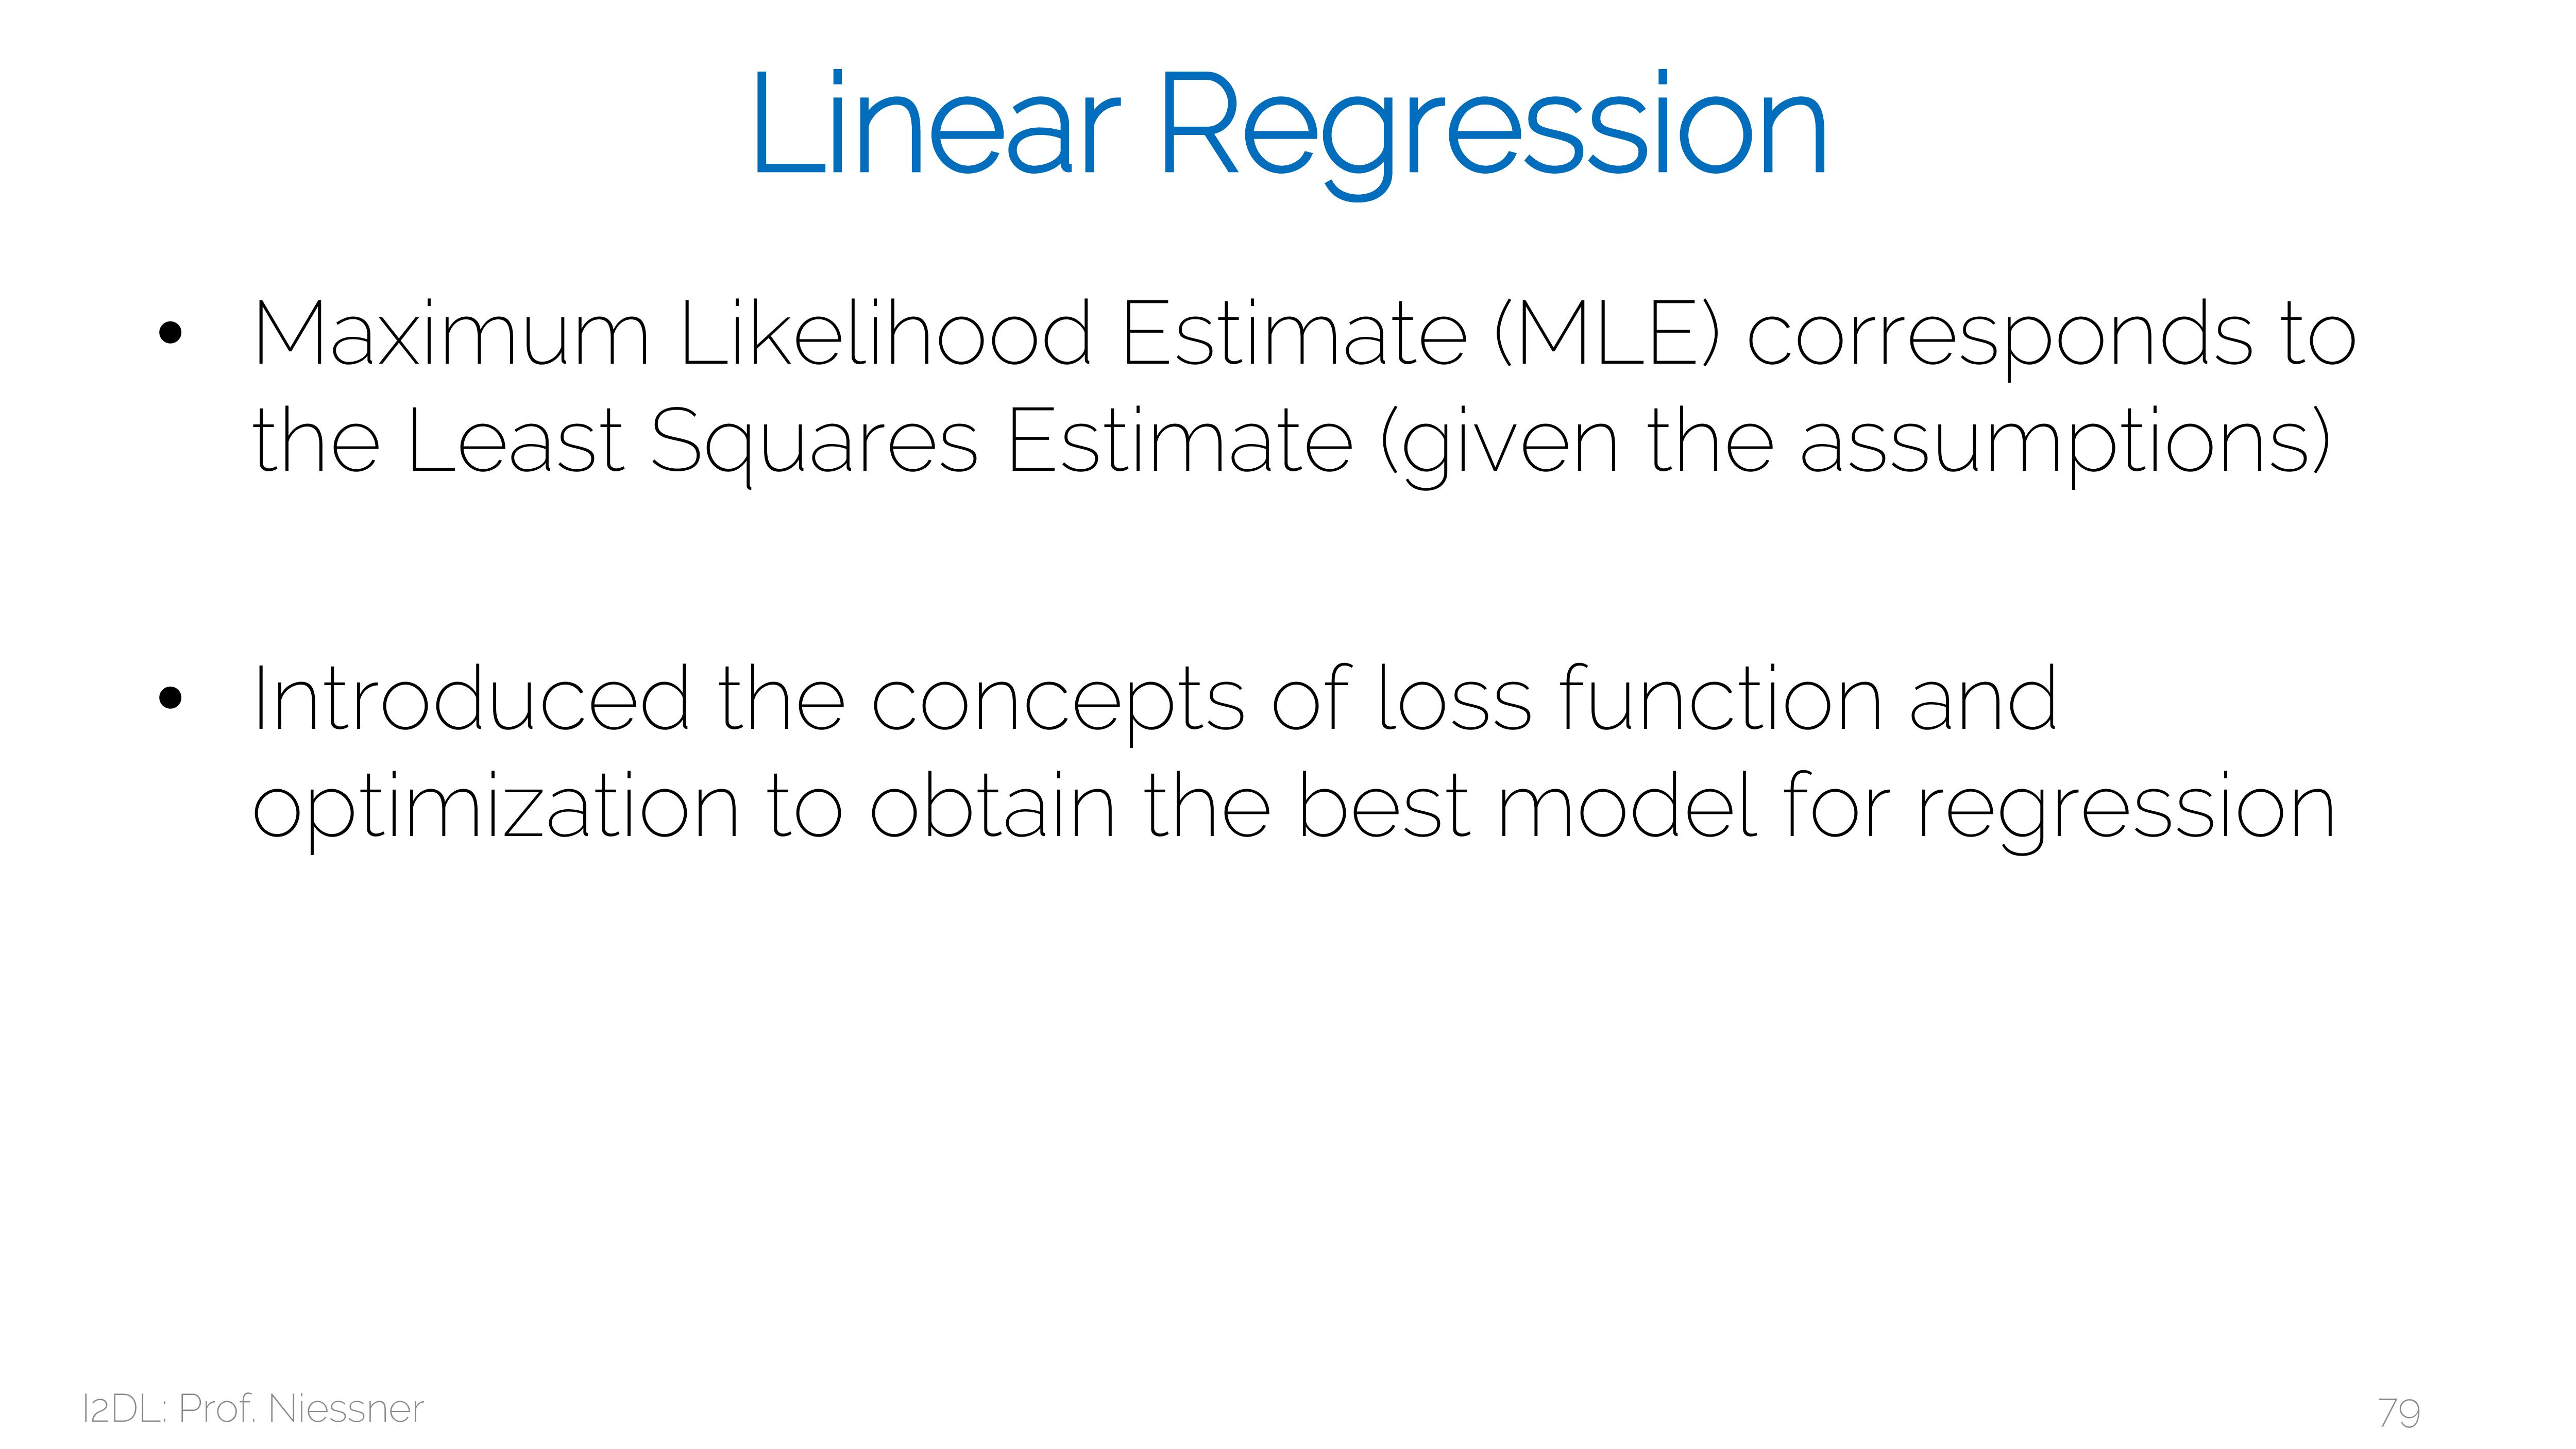 Linear Regression
• Maximum Likelihood Estimate (MLE) corresponds to
the Least Squares Estimate (given the assumptions)
• Introduced the concepts of loss function and
optimization to obtain the best model for regression
I2DL: Prof. Niessner
79